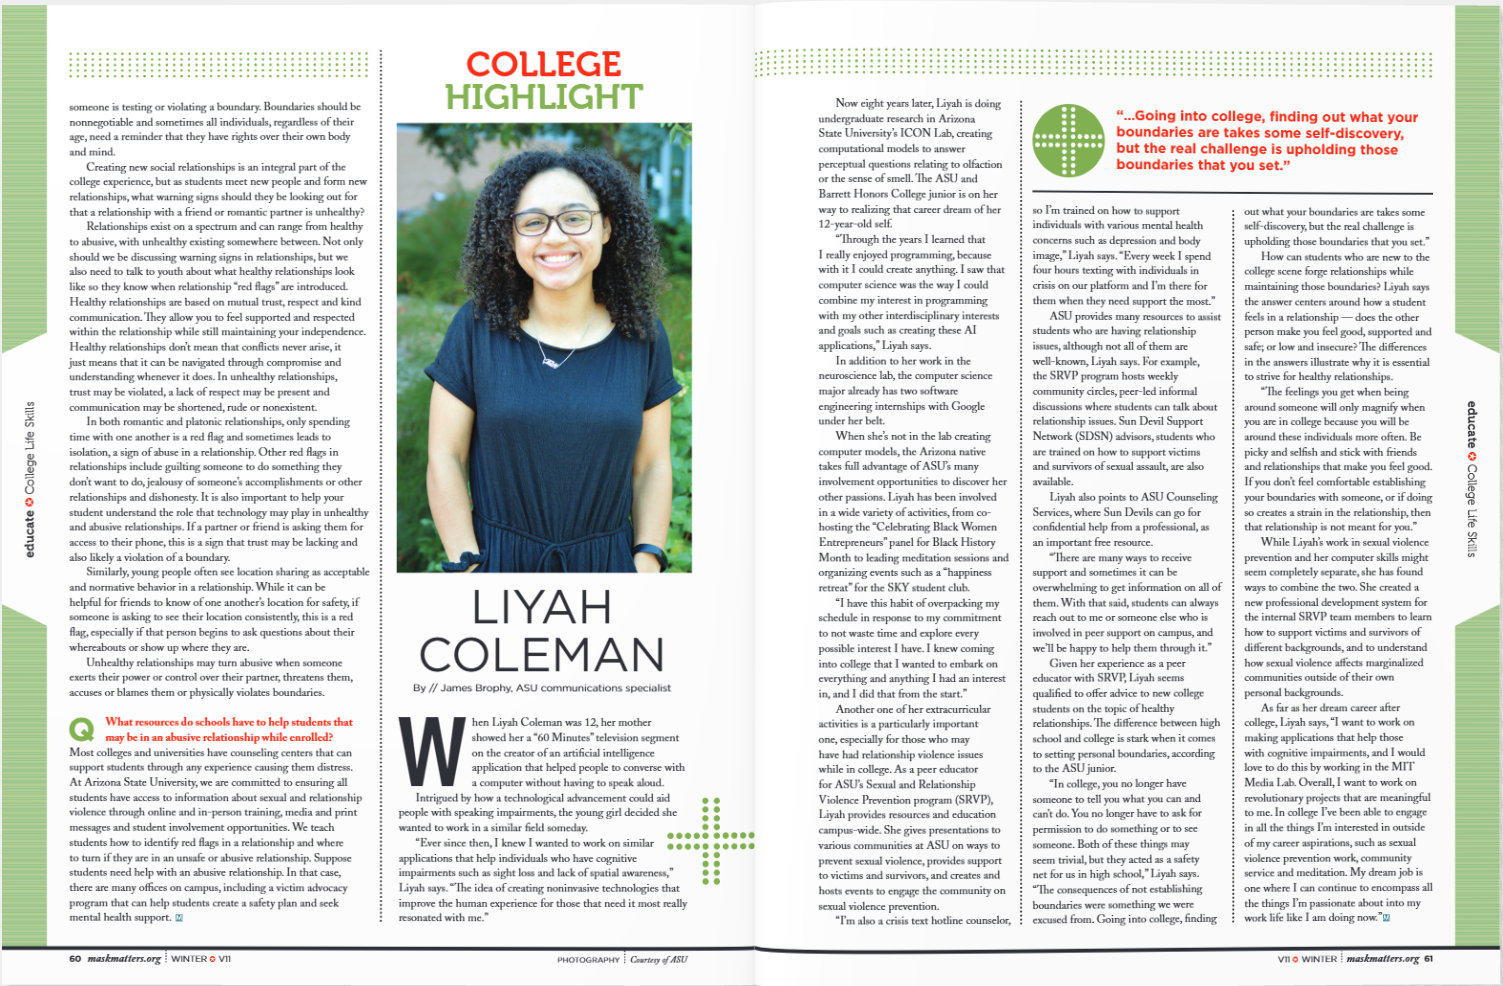 someone is testing or violating a boundary. Boundaries should be
nonnegotiable and sometimes all individuals, regardless of their
age, need a reminder that they have rights over their own body
and mind.
Creating new social relationships is an integral part of the
college experience, but as students meet new people and form new
relationships, what warning signs should they be looking out for
that a relationship with a friend or romantic partner is unhealthy?
Relationships exist on a spectrum and can range from healthy
to abusive, with unhealthy existing somewhere between. Not only
should we be discussing warning signs in relationships, but we
also need to talk to youth about what healthy relationships look
like so they know when relationship “red flags” are introduced.
Healthy relationships are based on mutual trust, respect and kind
communication. They allow you to feel supported and respected
within the relationship while still maintaining your independence.
Healthy relationships don’t mean that conflicts never arise, it
just means that it can be navigated through compromise and
understanding whenever it does. In unhealthy relationships,
trust may be violated, a lack of respect may be present and
communication may be shortened, rude or nonexistent.
In both romantic and platonic relationships, only spending
time with one another is a red flag and sometimes leads to
isolation, a sign of abuse in a relationship. Other red flags in
relationships include guilting someone to do something they
don’t want to do, jealousy of someone’s accomplishments or other
relationships and dishonesty. It is also important to help your
student understand the role that technology may play in unhealthy
and abusive relationships. If a partner or friend is asking them for
access to their phone, this is a sign that trust may be lacking and
also likely a violation of a boundary.
Similarly, young people often see location sharing as acceptable
and normative behavior in a relationship. While it can be
helpful for friends to know of one another’s location for safety, if
someone is asking to see their location consistently, this is a red
flag, especially if that person begins to ask questions about their
whereabouts or show up where they are.
Unhealthy relationships may turn abusive when someone
exerts their power or control over their partner, threatens them,
accuses or blames them or physically violates boundaries.
Q What resources do schools have to help students that
may be in an abusive relationship while enrolled?
Most colleges and universities have counseling centers that can
support students through any experience causing them distress.
At Arizona State University, we are committed to ensuring all
students have access to information about sexual and relationship
violence through online and in-person training, media and print
messages and student involvement opportunities. We teach
students how to identify red flags in a relationship and where
to turn if they are in an unsafe or abusive relationship. Suppose
students need help with an abusive relationship. In that case,
there are many offices on campus, including a victim advocacy
program that can help students create a safety plan and seek
mental health support. M
educate College Life Skills
60 maskmatters.org WINTER V11
COLLEGE
HIGHLIGHT
LIYAH
COLEMAN
By // James Brophy, ASU communications specialist
When Liyah Coleman was 12, her mother
showed her a “60 Minutes” television segment
on the creator of an artificial intelligence
application that helped people to converse with
a computer without having to speak aloud.
Intrigued by how a technological advancement could aid
people with speaking impairments, the young girl decided she
wanted to work in a similar field someday.
“Ever since then, I knew I wanted to work on similar
applications that help individuals who have cognitive
impairments such as sight loss and lack of spatial awareness,”
Liyah says. “The idea of creating noninvasive technologies that
improve the human experience for those that need it most really
resonated with me.”
PHOTOGRAPHY Courtesy of ASU
Now eight years later, Liyah is doing
undergraduate research in Arizona
State University’s ICON Lab, creating
computational models to answer
perceptual questions relating to olfaction
or the sense of smell. The ASU and
Barrett Honors College junior is on her
way to realizing that career dream of her
12-year-old self.
“Through the years I learned that
I really enjoyed programming, because
with it I could create anything. I saw that
computer science was the way I could
combine my interest in programming
with my other interdisciplinary interests
and goals such as creating these AI
applications,” Liyah says.
In addition to her work in the
neuroscience lab, the computer science
major already has two software
engineering internships with Google
under her belt.
When she’s not in the lab creating
computer models, the Arizona native
takes full advantage of ASU’s many
involvement opportunities to discover her
other passions. Liyah has been involved
in a wide variety of activities, from co-
hosting the “Celebrating Black Women
Entrepreneurs” panel for Black History
Month to leading meditation sessions and
organizing events such as a “happiness
retreat” for the SKY student club.
“I have this habit of overpacking my
schedule in response to my commitment
to not waste time and explore every
possible interest I have. I knew coming
into college that I wanted to embark on
everything and anything I had an interest
in, and I did that from the start.”
Another one of her extracurricular
activities is a particularly important
one, especially for those who may
have had relationship violence issues
while in college. As a peer educator
for ASU’s Sexual and Relationship
Violence Prevention program (SRVP),
Liyah provides resources and education
campus-wide. She gives presentations to
various communities at ASU on ways to
prevent sexual violence, provides support
to victims and survivors, and creates and
hosts events to engage the community on
sexual violence prevention.
“I’m also a crisis text hotline counselor,
“...Going into college, finding out what your
boundaries are takes some self-discovery,
but the real challenge is upholding those
boundaries that you set.”
so I’m trained on how to support
individuals with various mental health
concerns such as depression and body
image,” Liyah says. “Every week I spend
four hours texting with individuals in
crisis on our platform and I’m there for
them when they need support the most.”
ASU provides many resources to assist
students who are having relationship
issues, although not all of them are
well-known, Liyah says. For example,
the SRVP program hosts weekly
community circles, peer-led informal
discussions where students can talk about
relationship issues. Sun Devil Support
Network (SDSN) advisors, students who
are trained on how to support victims
and survivors of sexual assault, are also
available.
Liyah also points to ASU Counseling
Services, where Sun Devils can go for
confidential help from a professional, as
an important free resource.
“There are many ways to receive
support and sometimes it can be
overwhelming to get information on all of
them. With that said, students can always
reach out to me or someone else who is
involved in peer support on campus, and
we’ll be happy to help them through it.”
Given her experience as a peer
educator with SRVP, Liyah seems
qualified to offer advice to new college
students on the topic of healthy
relationships. The difference between high
school and college is stark when it comes
to setting personal boundaries, according
to the ASU junior.
“In college, you no longer have
someone to tell you what you can and
can’t do. You no longer have to ask for
permission to do something or to see
someone. Both of these things may
seem trivial, but they acted as a safety
net for us in high school,” Liyah says.
“The consequences of not establishing
boundaries were something we were
excused from. Going into college, finding
out what your boundaries are takes some
self-discovery, but the real challenge is
upholding those boundaries that you set.”
How can students who are new to the
college scene forge relationships while
maintaining those boundaries? Liyah says
the answer centers around how a student
feels in a relationship — does the other
person make you feel good, supported and
safe; or low and insecure? The differences
in the answers illustrate why it is essential
to strive for healthy relationships.
“The feelings you get when being
around someone will only magnify when
you are in college because you will be
around these individuals more often. Be
picky and selfish and stick with friends
and relationships that make you feel good.
If you don’t feel comfortable establishing
your boundaries with someone, or if doing
so creates a strain in the relationship, then
that relationship is not meant for you.”
While Liyah’s work in sexual violence
prevention and her computer skills might
seem completely separate, she has found
ways to combine the two. She created a
new professional development system for
the internal SRVP team members to learn
how to support victims and survivors of
different backgrounds, and to understand
how sexual violence affects marginalized
communities outside of their own
personal backgrounds.
As far as her dream career after
college, Liyah says, “I want to work on
making applications that help those
with cognitive impairments, and I would
love to do this by working in the MIT
Media Lab. Overall, I want to work on
revolutionary projects that are meaningful
to me. In college I’ve been able to engage
in all the things I’m interested in outside
of my career aspirations, such as sexual
violence prevention work, community
service and meditation. My dream job is
one where I can continue to encompass all
the things I’m passionate about into my
work life like I am doing now.” M
educate College Life Skills
V11 WINTER maskmatters.org 61